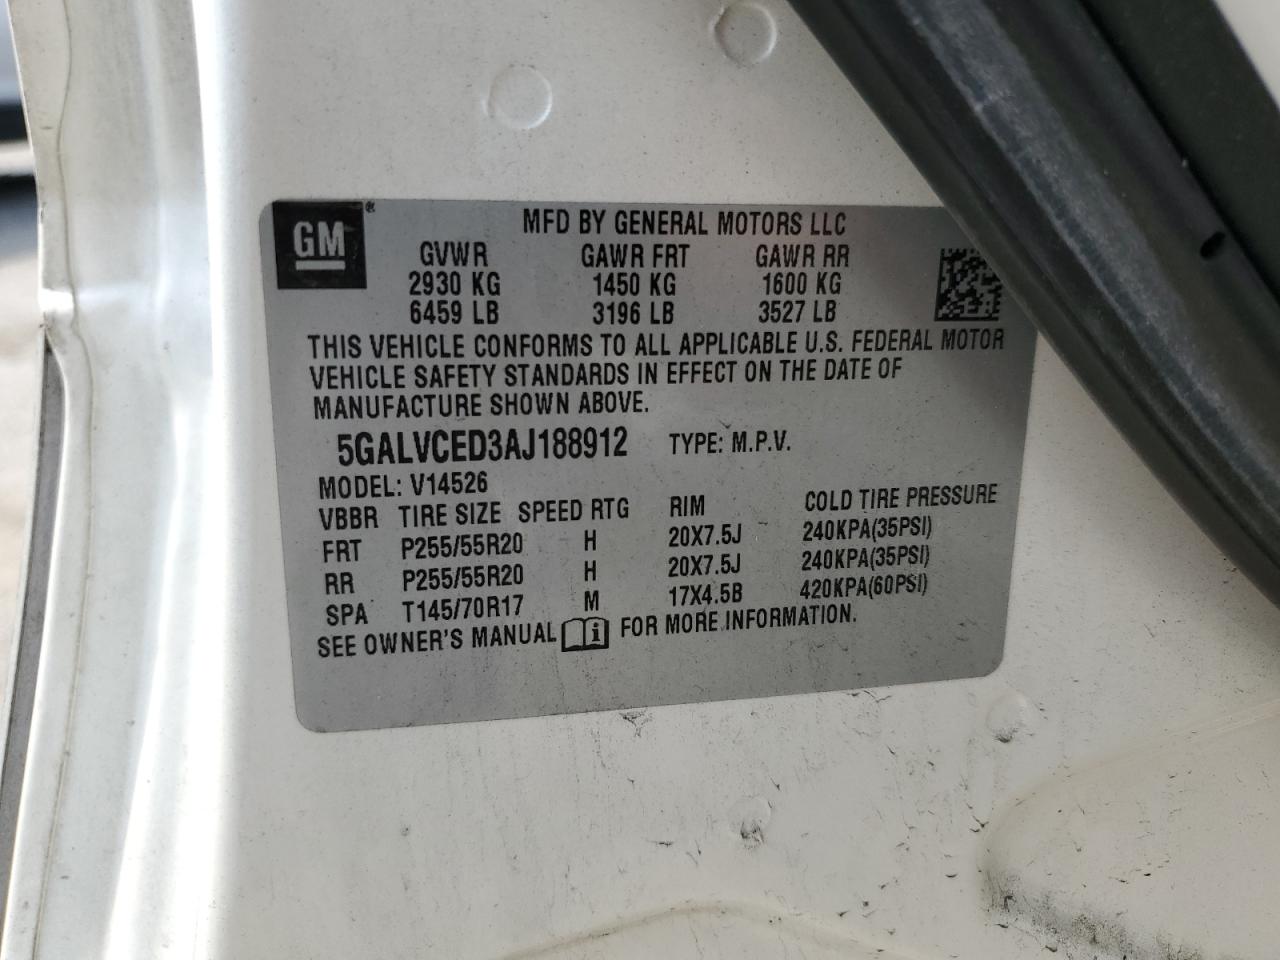 GM®
MFD BY GENERAL MOTORS LLC
GVWR GAWR FRT GAWR RR
2930 KG 1450 KG 1600 KG
6459 LB 3196 LB 3527 LB
THIS VEHICLE CONFORMS TO ALL APPLICABLE U.S. FEDERAL MOTOR
VEHICLE SAFETY STANDARDS IN EFFECT ON THE DATE OF
MANUFACTURE SHOWN ABOVE.
5GALVCED3AJ188912 TYPE: M.P.V.
MODEL: V14526
VBBR TIRE SIZE SPEED RTG RIM COLD TIRE PRESSURE
FRT P255/55R20 H 20X7.5J 240KPA(35PSI)
RR P255/55R20 H 20X7.5J 240KPA(35PSI)
SPA T145/70R17 M 17X4.5B 420KPA(60PSI)
SEE OWNER'S MANUAL FOR MORE INFORMATION.